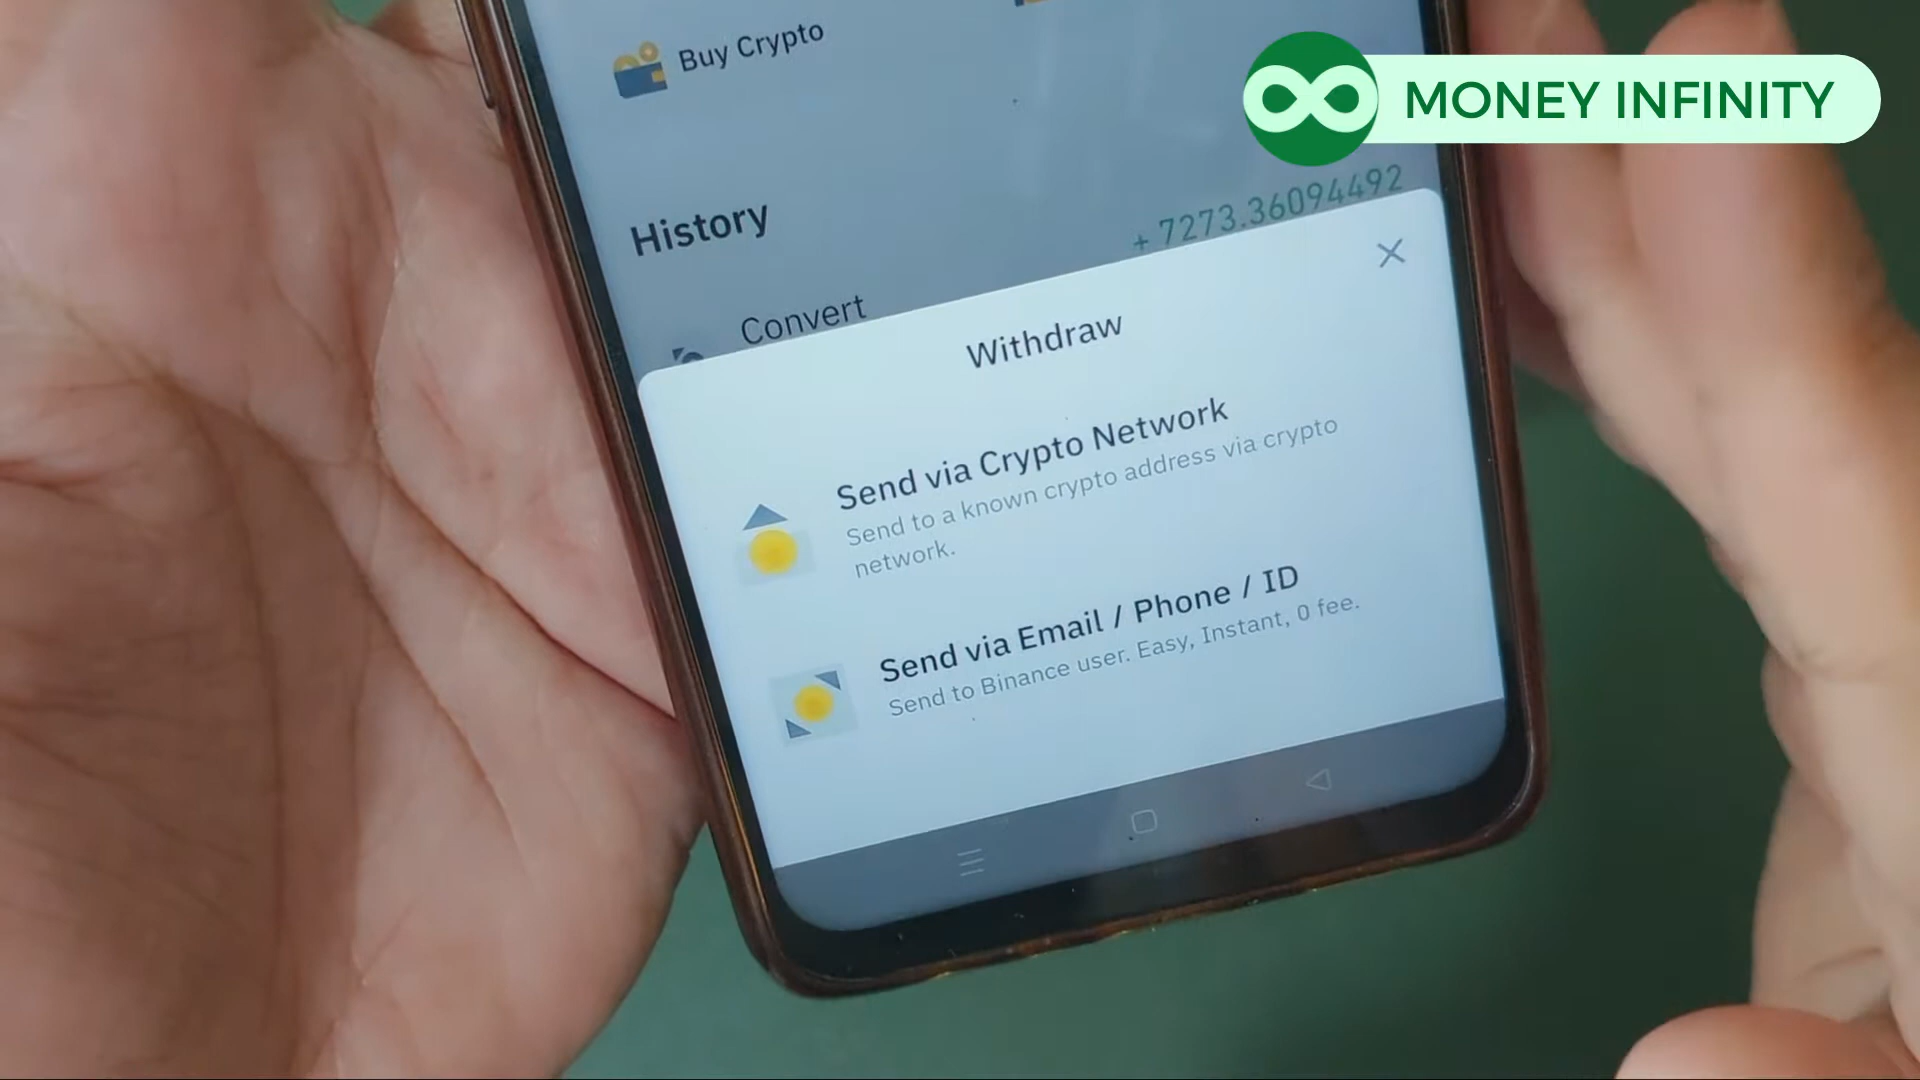 Buy Crypto
MONEY INFINITY
History
+ 7273.36094492
Convert
Withdraw
Send via Crypto Network
Send to a known crypto address via crypto
network.
Send via Email / Phone / ID
Send to Binance user. Easy, Instant, 0 fee.